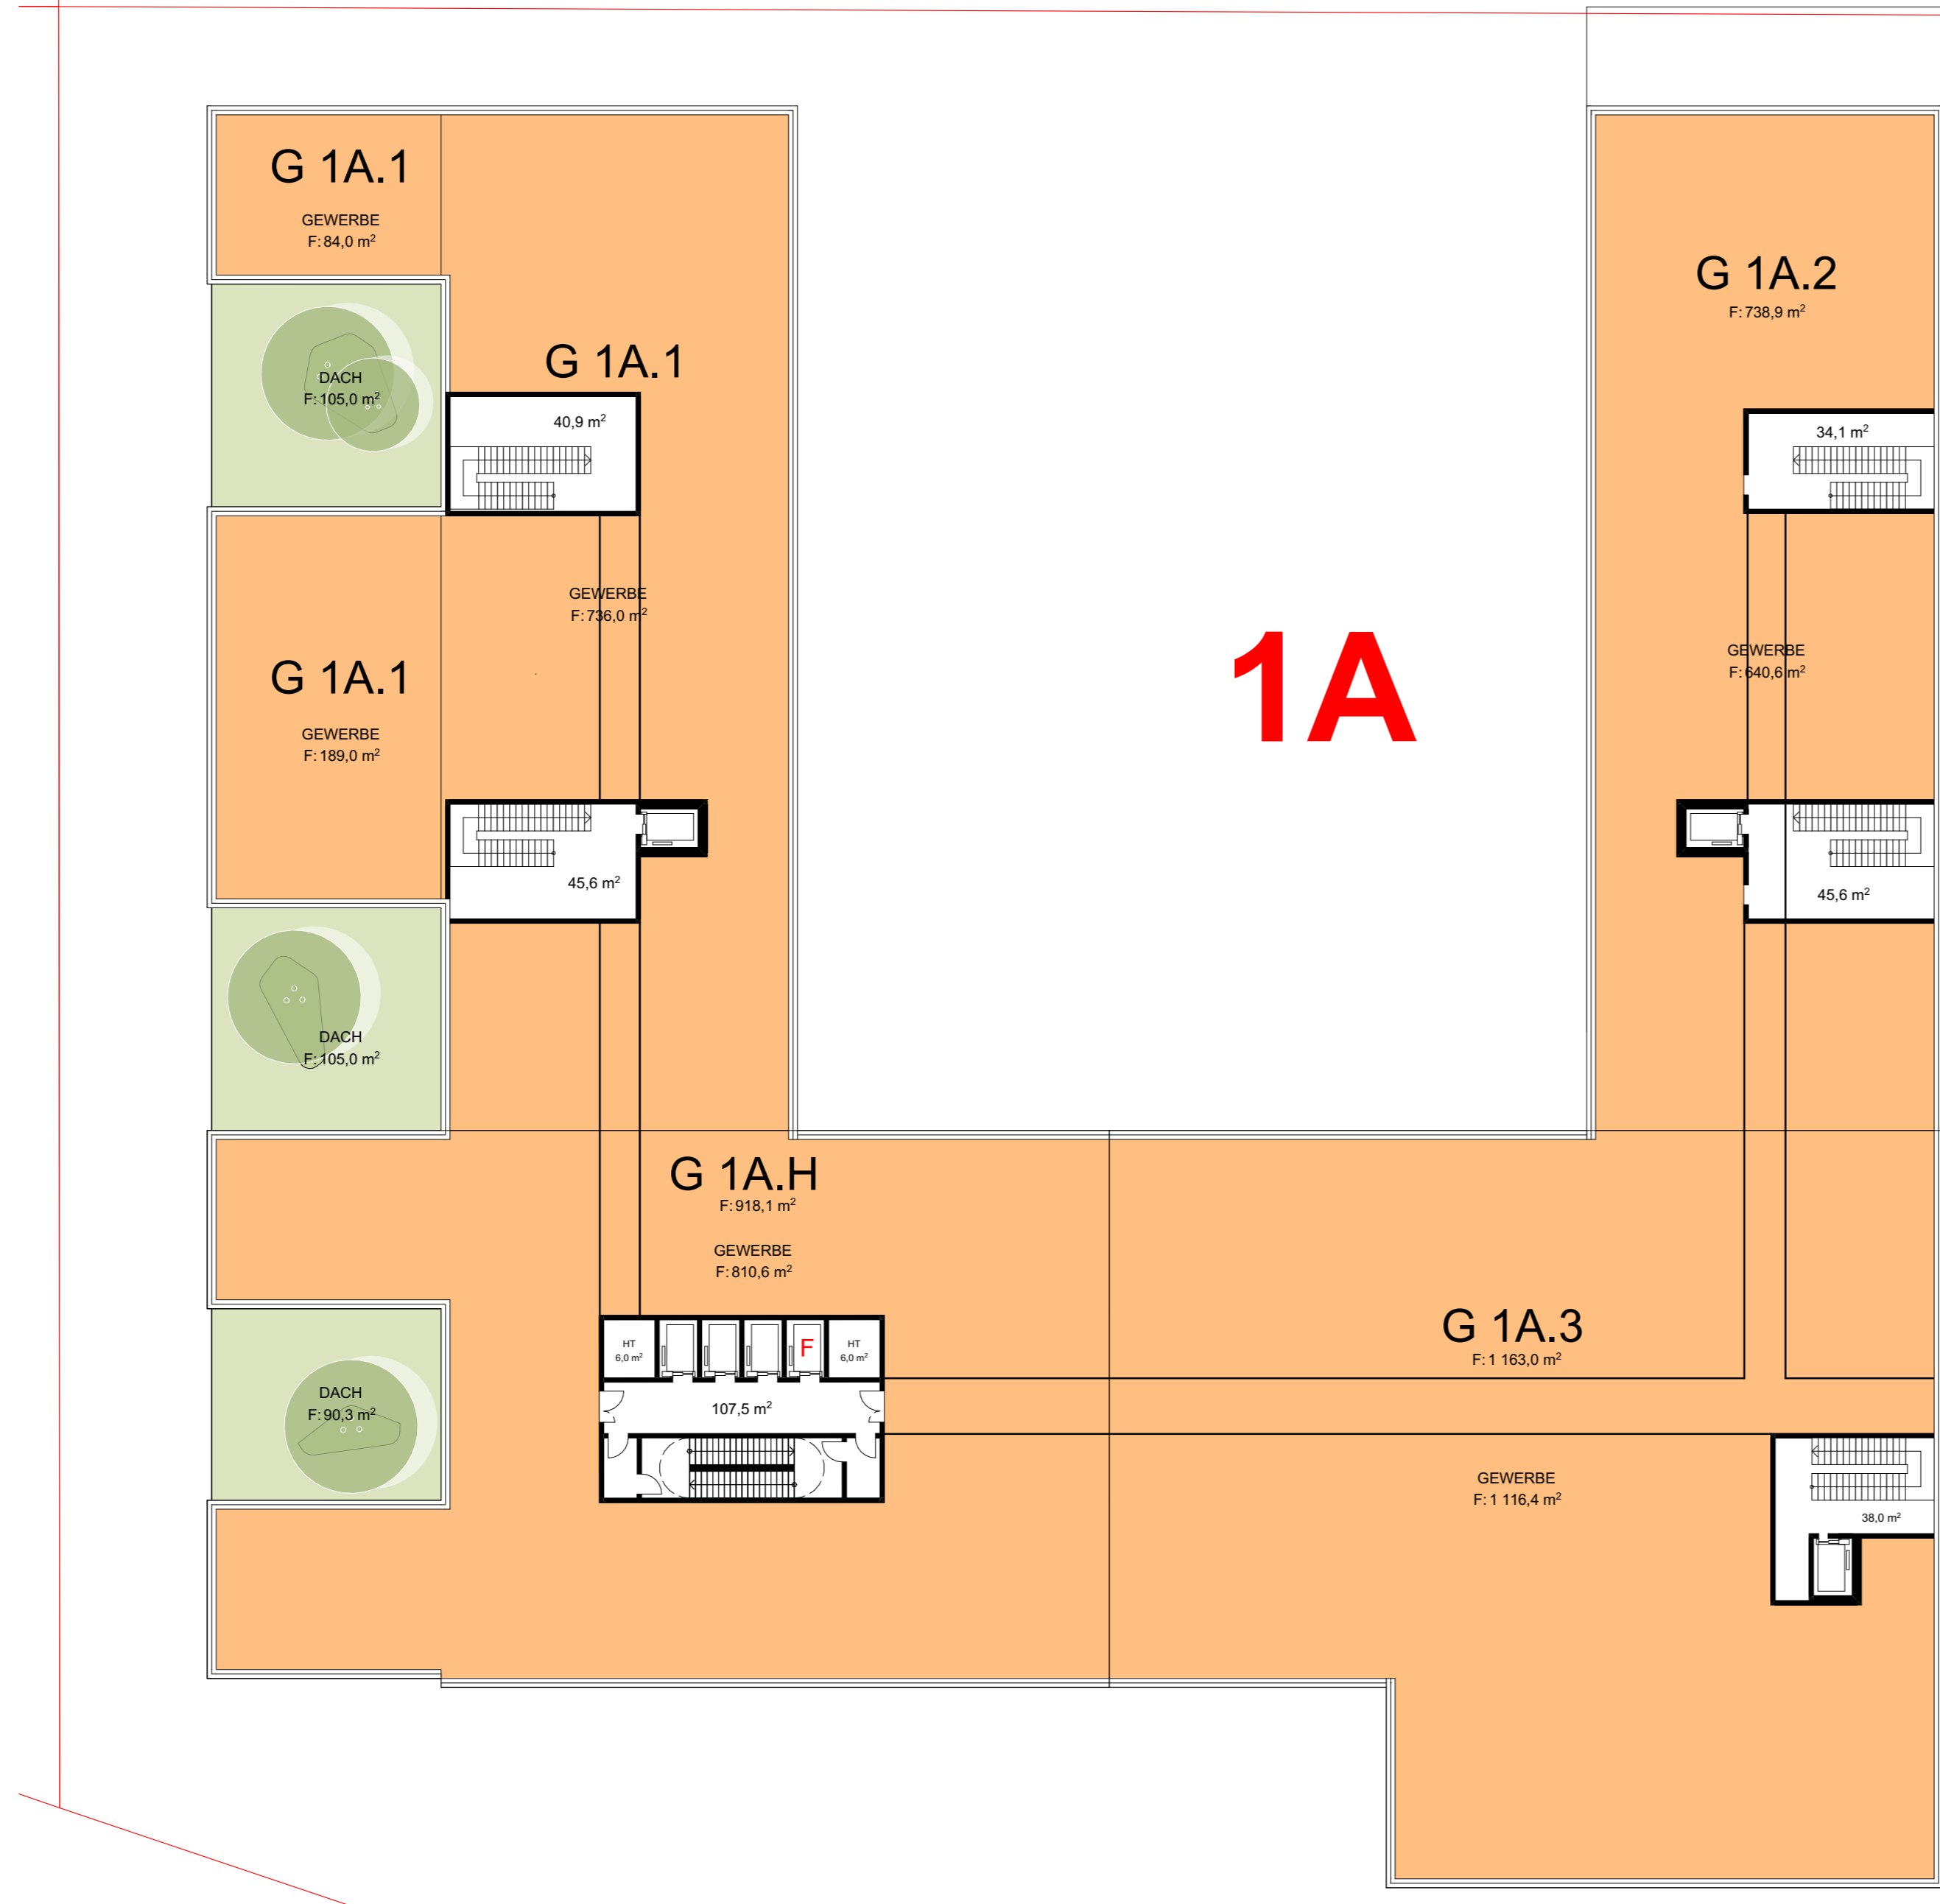 G 1A.1
GEWERBE
F: 84,0 m²
G 1A.2
F: 738,9 m²
G 1A.1
DACH
F: 105,0 m²
40,9 m²
34,1 m²
GEWERBE
F: 736,0 m²
1A
GEWERBE
F: 640,6 m²
G 1A.1
GEWERBE
F: 189,0 m²
45,6 m²
45,6 m²
DACH
F: 105,0 m²
G 1A.H
F: 918,1 m²
GEWERBE
F: 810,6 m²
G 1A.3
F: 1 163,0 m²
HT
6,0 m²
F
HT
6,0 m²
DACH
F: 90,3 m²
107,5 m²
GEWERBE
F: 1 116,4 m²
38,0 m²